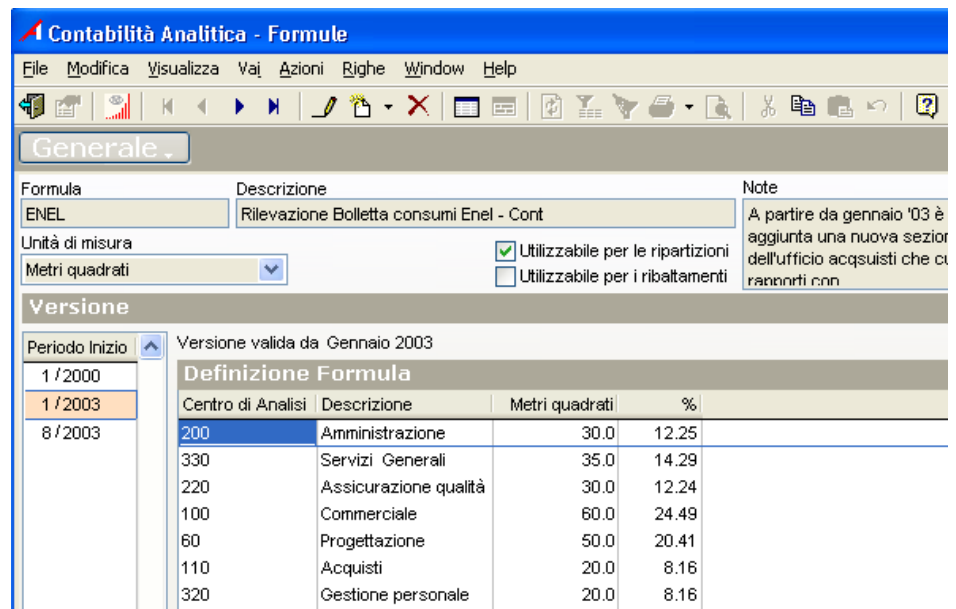 Contabilità Analitica - Formule
File Modifica Visualizza Vai Azioni Righe Window Help
Generale
Formula Descrizione Note
ENEL Rilevazione Bolletta consumi Enel - Cont A partire da gennaio '03 è
Unità di misura Utilizzabile per le ripartizioni aggiunta una nuova sezior
Metri quadrati Utilizzabile per i ribaltamenti dell'ufficio acqsuisti che cu
rapporti con
Versione
Periodo Inizio Versione valida da Gennaio 2003
1 / 2000 Definizione Formula
1 / 2003 Centro di Analisi Descrizione Metri quadrati %
8 / 2003 200 Amministrazione 30.0 12.25
330 Servizi Generali 35.0 14.29
220 Assicurazione qualità 30.0 12.24
100 Commerciale 60.0 24.49
60 Progettazione 50.0 20.41
110 Acquisti 20.0 8.16
320 Gestione personale 20.0 8.16